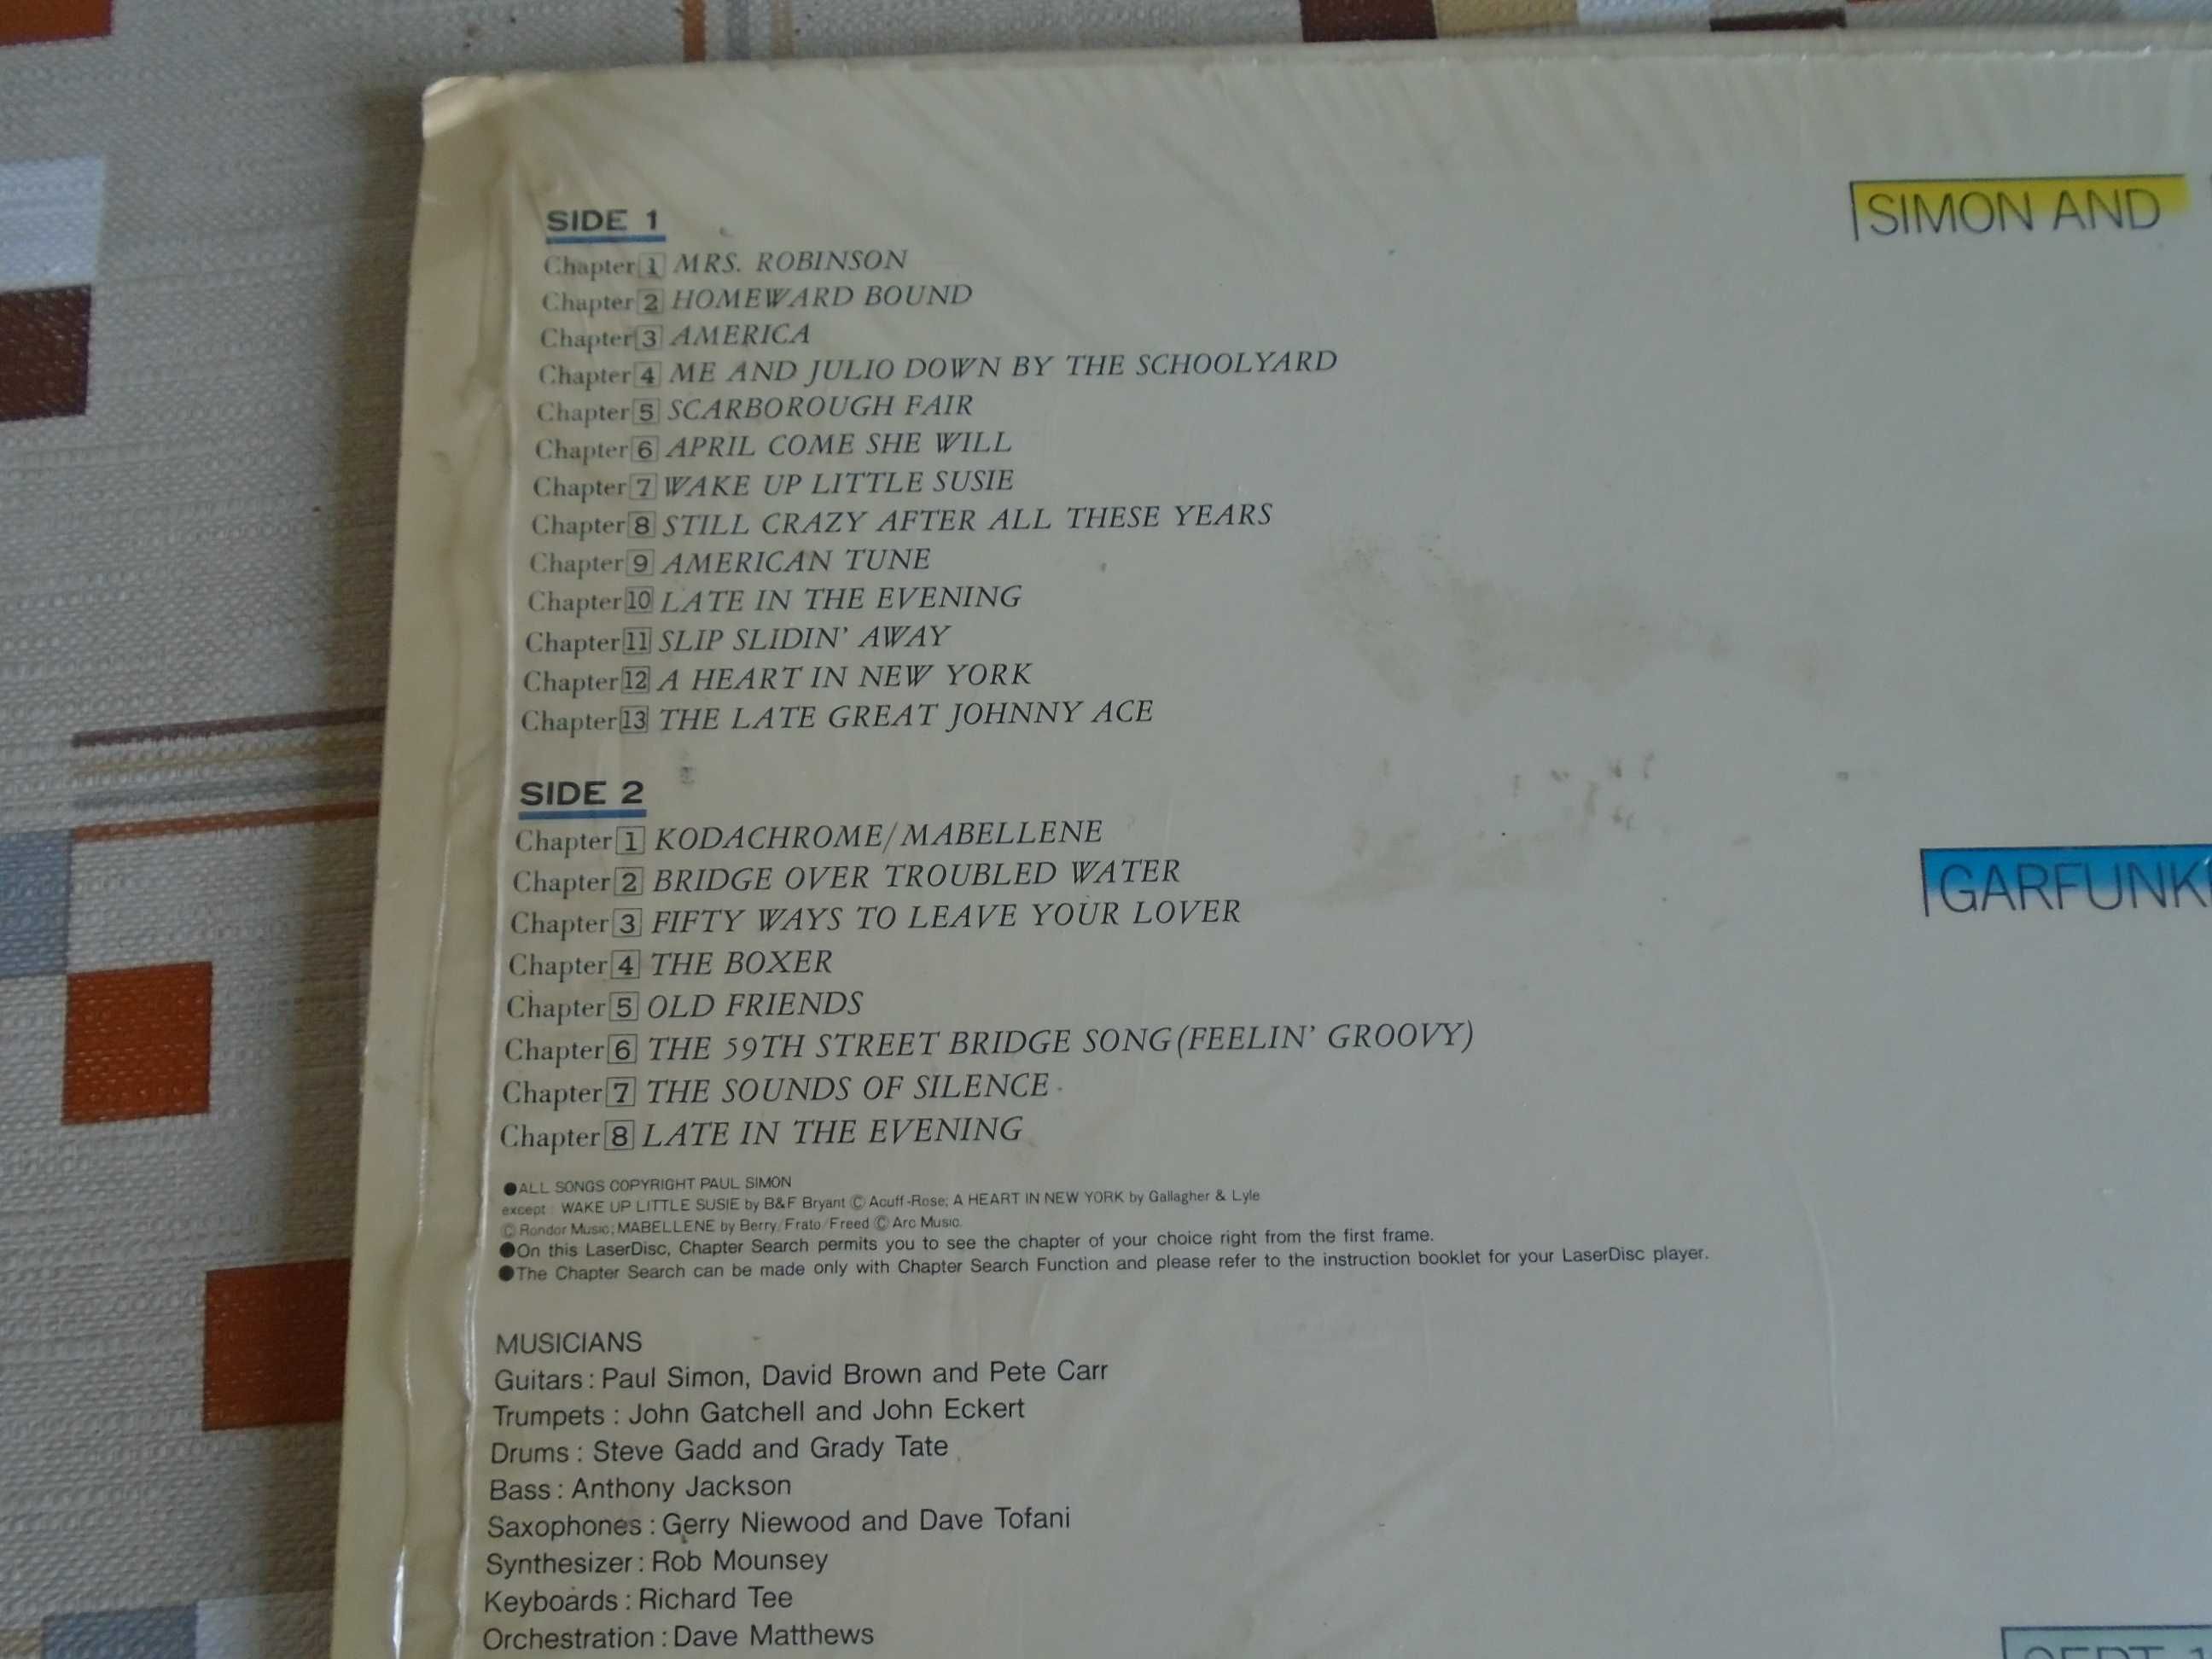 SIDE 1
Chapter 1 MRS. ROBINSON
Chapter 2 HOMEWARD BOUND
Chapter 3 AMERICA
Chapter 4 ME AND JULIO DOWN BY THE SCHOOLYARD
Chapter 5 SCARBOROUGH FAIR
Chapter 6 APRIL COME SHE WILL
Chapter 7 WAKE UP LITTLE SUSIE
Chapter 8 STILL CRAZY AFTER ALL THESE YEARS
Chapter 9 AMERICAN TUNE
Chapter 10 LATE IN THE EVENING
Chapter 11 SLIP SLIDIN' AWAY
Chapter 12 A HEART IN NEW YORK
Chapter 13 THE LATE GREAT JOHNNY ACE
SIDE 2
Chapter 1 KODACHROME/MABELLENE
Chapter 2 BRIDGE OVER TROUBLED WATER
Chapter 3 FIFTY WAYS TO LEAVE YOUR LOVER
Chapter 4 THE BOXER
Chapter 5 OLD FRIENDS
Chapter 6 THE 59TH STREET BRIDGE SONG(FEELIN' GROOVY)
Chapter 7 THE SOUNDS OF SILENCE
Chapter 8 LATE IN THE EVENING
●ALL SONGS COPYRIGHT PAUL SIMON
except : WAKE UP LITTLE SUSIE by B&F Bryant © Acuff-Rose; A HEART IN NEW YORK by Gallagher & Lyle
© Rondor Music; MABELLENE by Berry/Frato/Freed © Arc Music.
●On this LaserDisc, Chapter Search permits you to see the chapter of your choice right from the first frame.
●The Chapter Search can be made only with Chapter Search Function and please refer to the instruction booklet for your LaserDisc player.
MUSICIANS
Guitars : Paul Simon, David Brown and Pete Carr
Trumpets : John Gatchell and John Eckert
Drums : Steve Gadd and Grady Tate
Bass : Anthony Jackson
Saxophones : Gerry Niewood and Dave Tofani
Synthesizer : Rob Mounsey
Keyboards : Richard Tee
Orchestration : Dave Matthews
SIMON AND
GARFUNK